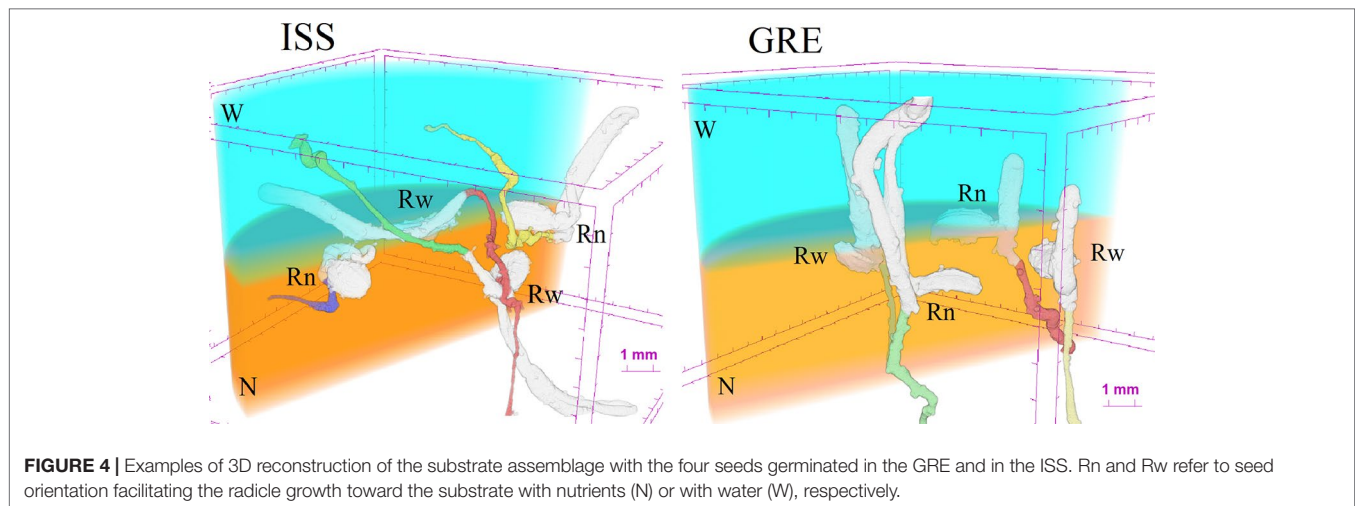 ISS
GRE
W
W
Rw
Rn
Rn
Rn
Rw
Rw
Rw
Rn
N
N
1 mm
1 mm
FIGURE 4 | Examples of 3D reconstruction of the substrate assemblage with the four seeds germinated in the GRE and in the ISS. Rn and Rw refer to seed
orientation facilitating the radicle growth toward the substrate with nutrients (N) or with water (W), respectively.